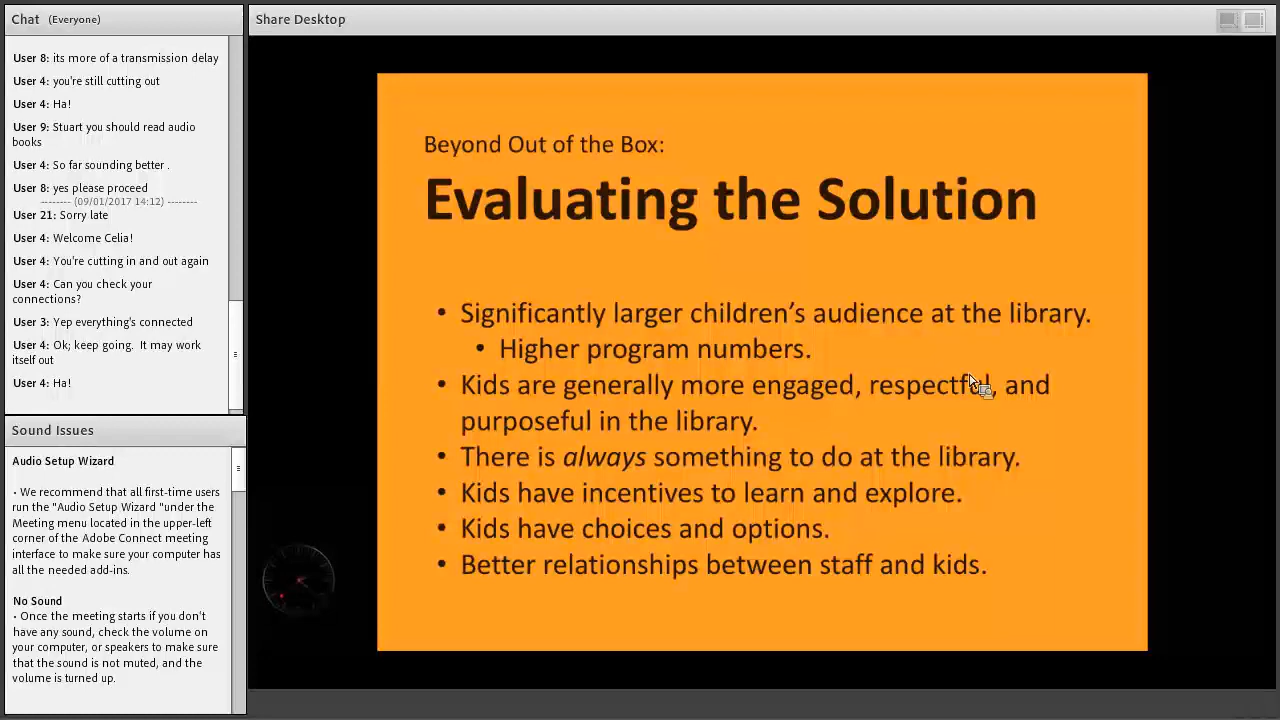 Chat (Everyone)
User 8: its more of a transmission delay
User 4: you're still cutting out
User 4: Ha!
User 9: Stuart you should read audio
books
User 4: So far sounding better .
User 8: yes please proceed
-------- (09/01/2017 14:12) --------
User 21: Sorry late
User 4: Welcome Celia!
User 4: You're cutting in and out again
User 4: Can you check your
connections?
User 3: Yep everything's connected
User 4: Ok; keep going. It may work
itself out
User 4: Ha!
Sound Issues
Audio Setup Wizard
• We recommend that all first-time users
run the "Audio Setup Wizard "under the
Meeting menu located in the upper-left
corner of the Adobe Connect meeting
interface to make sure your computer has
all the needed add-ins.
No Sound
• Once the meeting starts if you don't
have any sound, check the volume on
your computer, or speakers to make sure
that the sound is not muted, and the
volume is turned up.
Share Desktop
Beyond Out of the Box:
Evaluating the Solution
• Significantly larger children’s audience at the library.
• Higher program numbers.
• Kids are generally more engaged, respectful, and
purposeful in the library.
• There is always something to do at the library.
• Kids have incentives to learn and explore.
• Kids have choices and options.
• Better relationships between staff and kids.